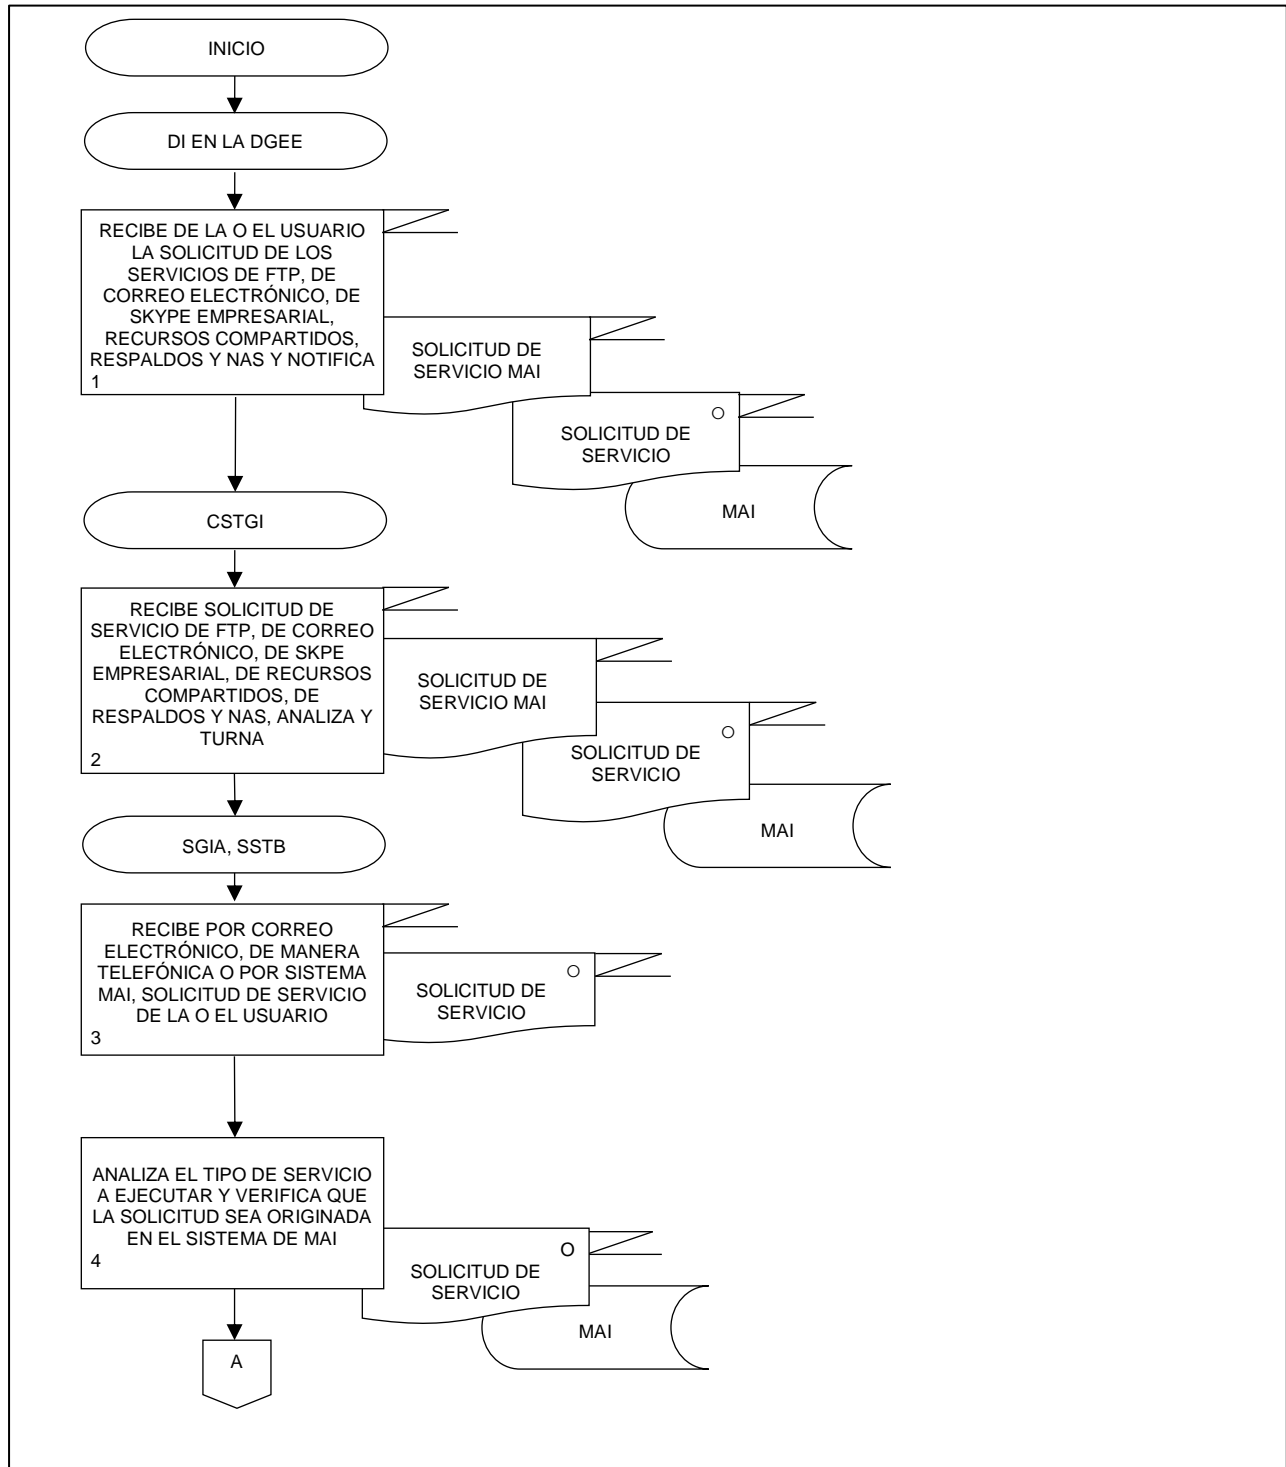 INICIO
DI EN LA DGEE
RECIBE DE LA O EL USUARIO
LA SOLICITUD DE LOS
SERVICIOS DE FTP, DE
CORREO ELECTRÓNICO, DE
SKYPE EMPRESARIAL,
RECURSOS COMPARTIDOS,
RESPALDOS Y NAS Y NOTIFICA
1
SOLICITUD DE
SERVICIO MAI
O
SOLICITUD DE
SERVICIO
MAI
CSTGI
RECIBE SOLICITUD DE
SERVICIO DE FTP, DE CORREO
ELECTRÓNICO, DE SKPE
EMPRESARIAL, DE RECURSOS
COMPARTIDOS, DE
RESPALDOS Y NAS, ANALIZA Y
TURNA
2
SOLICITUD DE
SERVICIO MAI
O
SOLICITUD DE
SERVICIO
MAI
SGIA, SSTB
RECIBE POR CORREO
ELECTRÓNICO, DE MANERA
TELEFÓNICA O POR SISTEMA
MAI, SOLICITUD DE SERVICIO
DE LA O EL USUARIO
3
O
SOLICITUD DE
SERVICIO
ANALIZA EL TIPO DE SERVICIO
A EJECUTAR Y VERIFICA QUE
LA SOLICITUD SEA ORIGINADA
EN EL SISTEMA DE MAI
4
O
SOLICITUD DE
SERVICIO
MAI
A